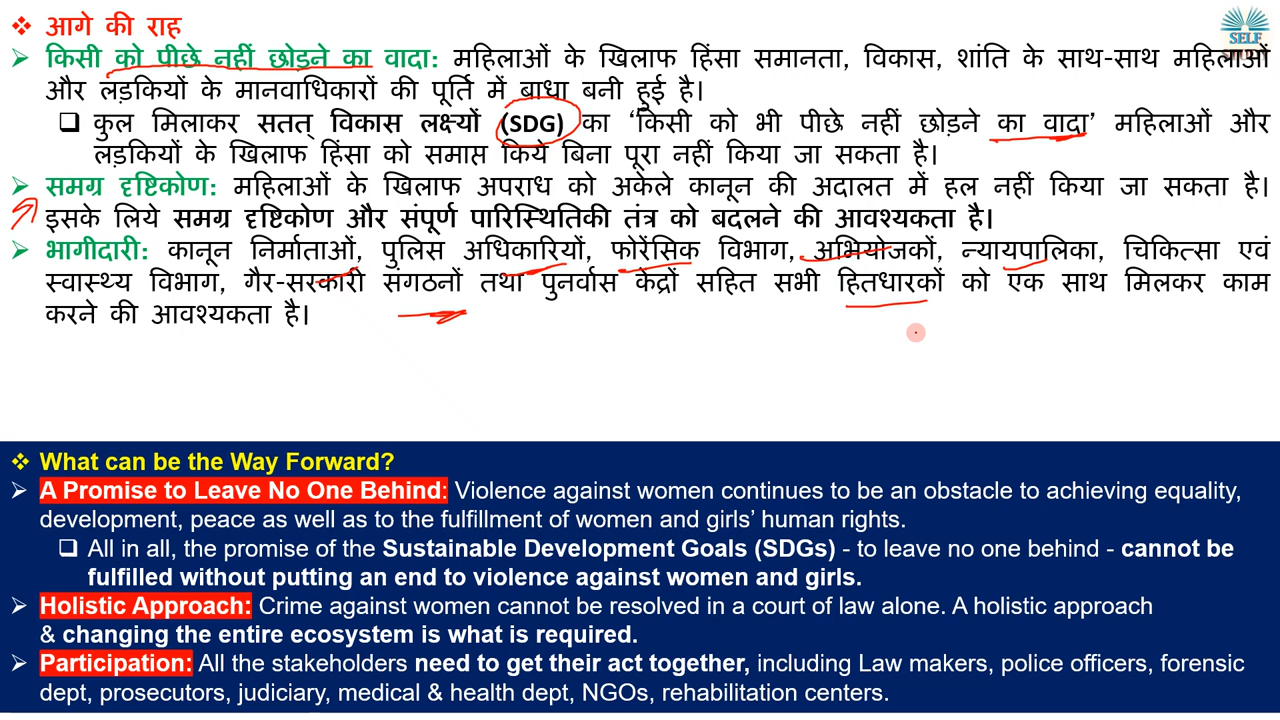 ❖ आगे की राह
SELF
➢ किसी को पीछे नहीं छोड़ने का वादा: महिलाओं के खिलाफ हिंसा समानता, विकास, शांति के साथ-साथ महिलाओं
और लड़कियों के मानवाधिकारों की पूर्ति में बाधा बनी हुई है।
❑ कुल मिलाकर सतत् विकास लक्ष्यों (SDG) का ‘किसी को भी पीछे नहीं छोड़ने का वादा’ महिलाओं और
लड़कियों के खिलाफ हिंसा को समाप्त किये बिना पूरा नहीं किया जा सकता है।
➢ समग्र दृष्टिकोण: महिलाओं के खिलाफ अपराध को अकेले कानून की अदालत में हल नहीं किया जा सकता है।
इसके लिये समग्र दृष्टिकोण और संपूर्ण पारिस्थितिकी तंत्र को बदलने की आवश्यकता है।
➢ भागीदारी: कानून निर्माताओं, पुलिस अधिकारियों, फोरेंसिक विभाग, अभियोजकों, न्यायपालिका, चिकित्सा एवं
स्वास्थ्य विभाग, गैर-सरकारी संगठनों तथा पुनर्वास केंद्रों सहित सभी हितधारकों को एक साथ मिलकर काम
करने की आवश्यकता है।
❖ What can be the Way Forward?
➢ A Promise to Leave No One Behind: Violence against women continues to be an obstacle to achieving equality,
development, peace as well as to the fulfillment of women and girls’ human rights.
❑ All in all, the promise of the Sustainable Development Goals (SDGs) - to leave no one behind - cannot be
fulfilled without putting an end to violence against women and girls.
➢ Holistic Approach: Crime against women cannot be resolved in a court of law alone. A holistic approach
& changing the entire ecosystem is what is required.
➢ Participation: All the stakeholders need to get their act together, including Law makers, police officers, forensic
dept, prosecutors, judiciary, medical & health dept, NGOs, rehabilitation centers.